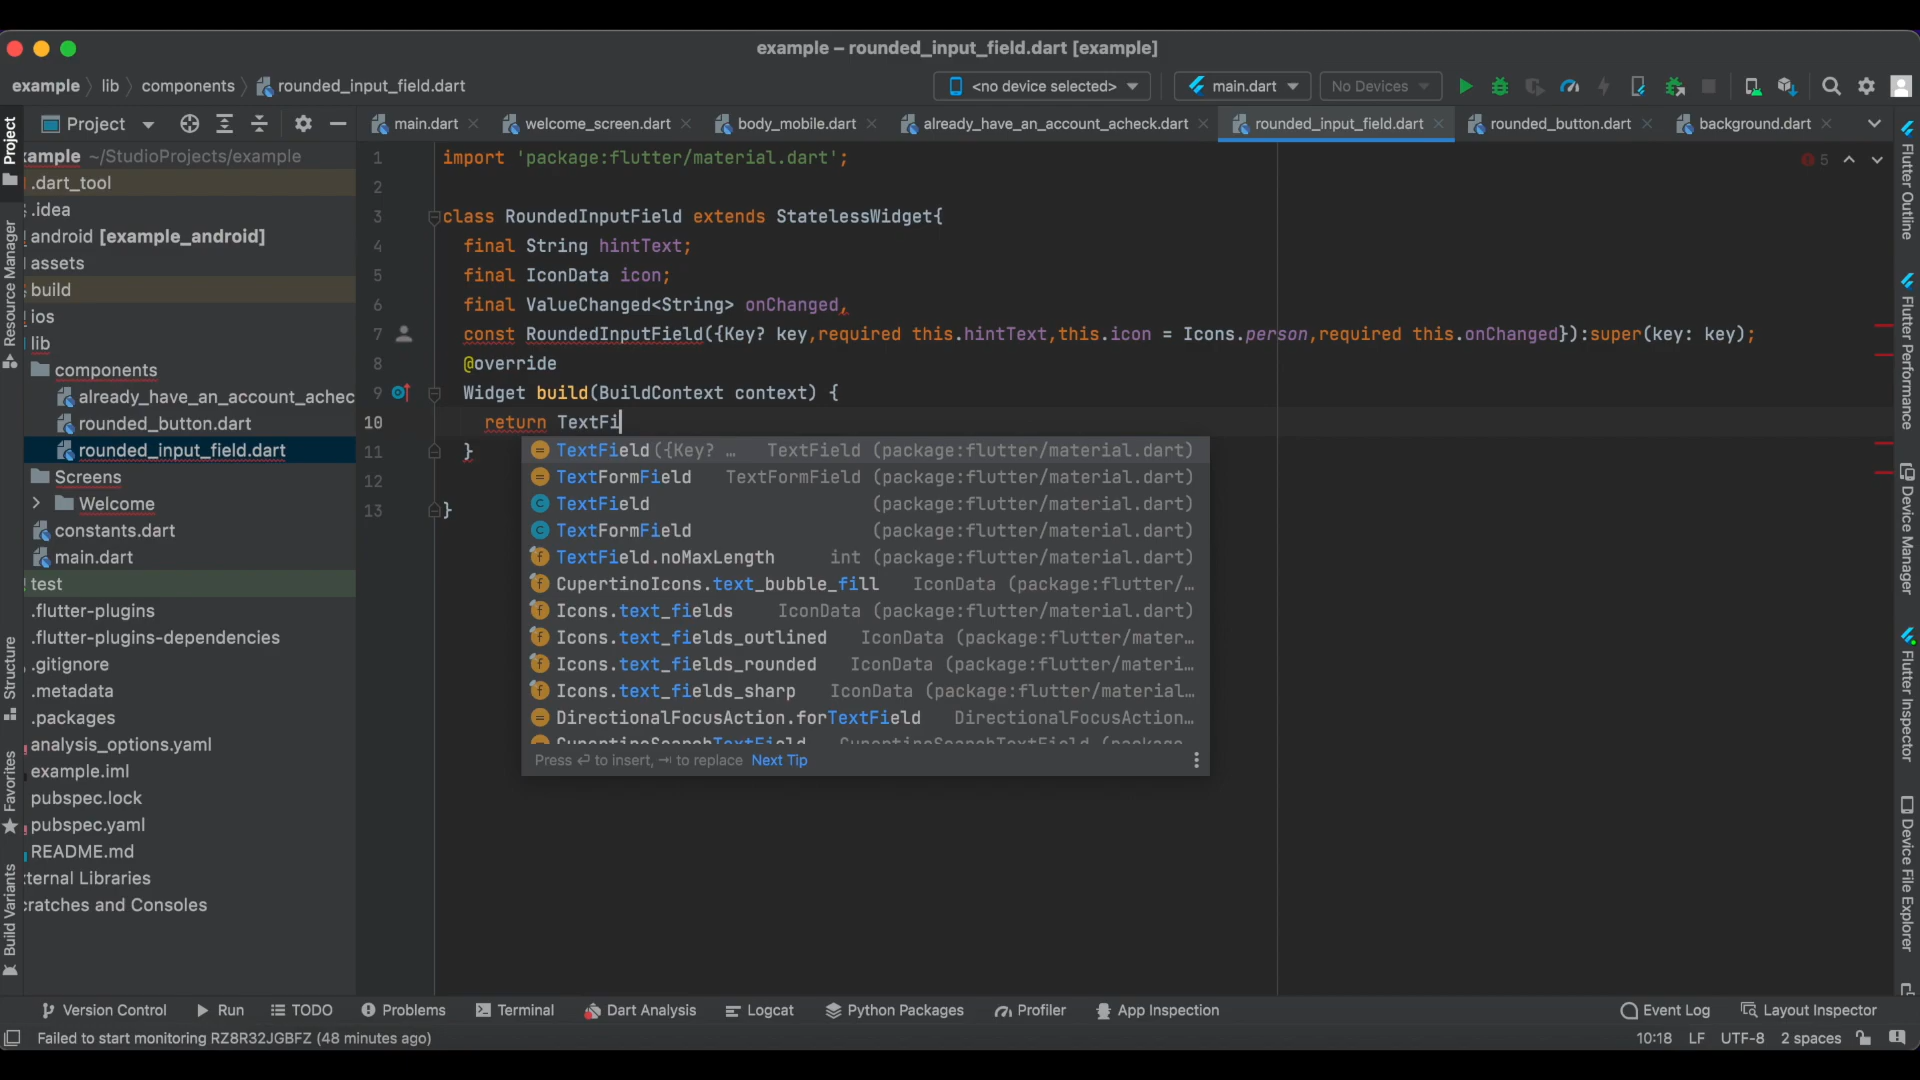 example – rounded_input_field.dart [example]
example lib components rounded_input_field.dart
<no device selected> main.dart No Devices
Project
main.dart welcome_screen.dart body_mobile.dart already_have_an_account_acheck.dart rounded_input_field.dart rounded_button.dart background.dart
xample ~/StudioProjects/example
.dart_tool
.idea
android [example_android]
assets
build
ios
lib
components
already_have_an_account_achec
rounded_button.dart
rounded_input_field.dart
Screens
Welcome
constants.dart
main.dart
test
.flutter-plugins
.flutter-plugins-dependencies
.gitignore
.metadata
.packages
analysis_options.yaml
example.iml
pubspec.lock
pubspec.yaml
README.md
ternal Libraries
cratches and Consoles
1 import 'package:flutter/material.dart';
2
3 class RoundedInputField extends StatelessWidget{
4 final String hintText;
5 final IconData icon;
6 final ValueChanged<String> onChanged,
7 const RoundedInputField({Key? key,required this.hintText,this.icon = Icons.person,required this.onChanged}):super(key: key);
8 @override
9 Widget build(BuildContext context) {
10 return TextFi
11 }
12
13 }
5
TextField({Key? … TextField (package:flutter/material.dart)
TextFormField TextFormField (package:flutter/material.dart)
TextField (package:flutter/material.dart)
TextFormField (package:flutter/material.dart)
TextField.noMaxLength int (package:flutter/material.dart)
CupertinoIcons.text_bubble_fill IconData (package:flutter/…
Icons.text_fields IconData (package:flutter/material.dart)
Icons.text_fields_outlined IconData (package:flutter/mater…
Icons.text_fields_rounded IconData (package:flutter/materi…
Icons.text_fields_sharp IconData (package:flutter/material…
DirectionalFocusAction.forTextField DirectionalFocusAction…
CupertinoSearchTextField CupertinoSearchTextField (package
Press ↵ to insert, ⇥ to replace Next Tip
Project
Resource Manager
Structure
Favorites
Build Variants
Flutter Outline
Flutter Performance
Device Manager
Flutter Inspector
Device File Explorer
Version Control Run TODO Problems Terminal Dart Analysis Logcat Python Packages Profiler App Inspection Event Log Layout Inspector
Failed to start monitoring RZ8R32JGBFZ (48 minutes ago) 10:18 LF UTF-8 2 spaces